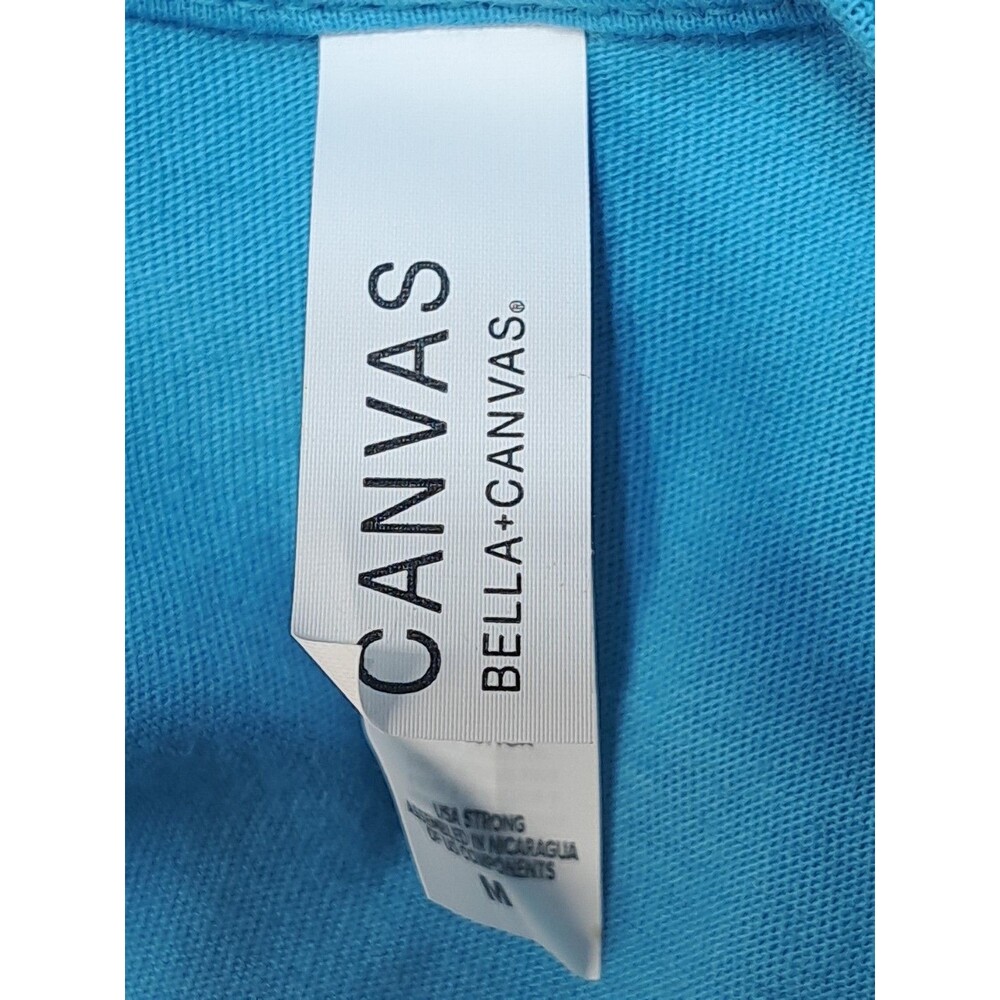 CANVAS
BELLA+CANVAS®
USA STRONG
ASSEMBLED IN NICARAGUA
OF US COMPONENTS
M